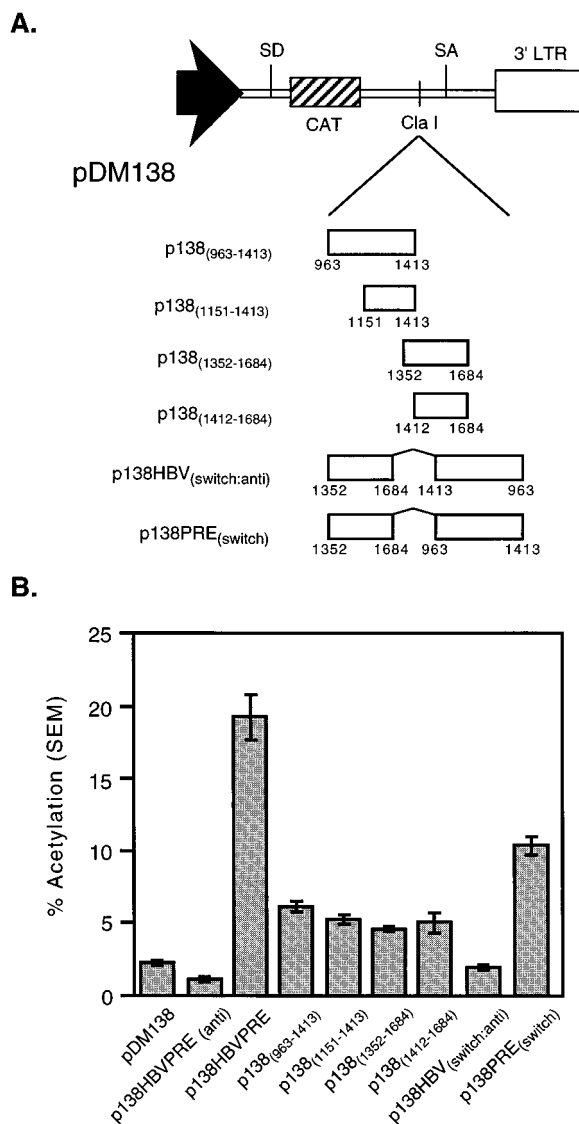 A.
SD
SA
3' LTR
CAT
Cla I
pDM138
p138(963-1413)
963 1413
p138(1151-1413)
1151 1413
p138(1352-1684)
1352 1684
p138(1412-1684)
1412 1684
p138HBV(switch:anti)
1352 1684 1413 963
p138PRE(switch)
1352 1684 963 1413
B.
% Acetylation (SEM)
25
20
15
10
5
0
pDM138
p138HBVPRE (anti)
p138HBVPRE
p138(963-1413)
p138(1151-1413)
p138(1352-1684)
p138(1412-1684)
p138HBV(switch:anti)
p138PRE(switch)